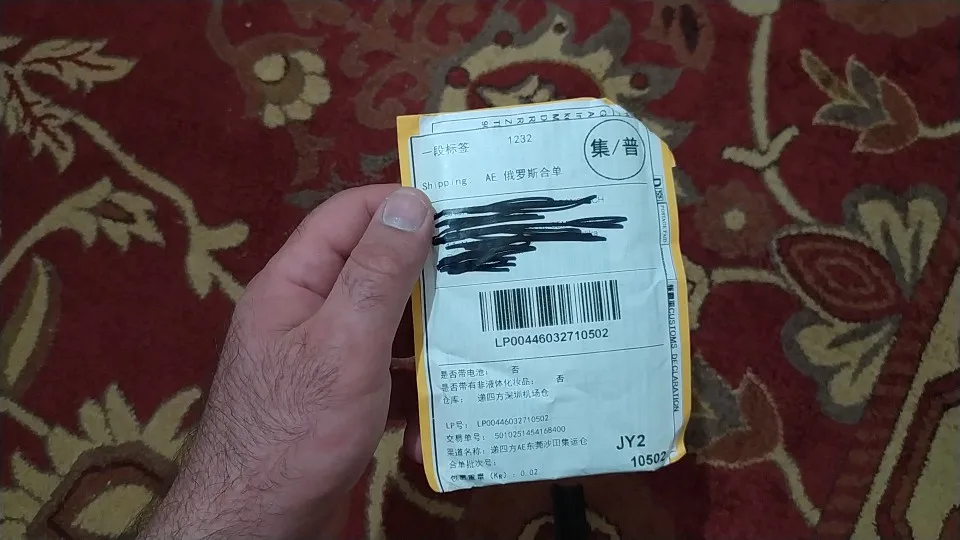 一段标签 1232
集/普
Shipping AE 俄罗斯合单
LP00446032710502
是否带电池: 否
是否带有非液体化妆品: 否
仓库: 递四方深圳机场仓
LP号: LP00446032710502
交易单号: 5010251454168400
渠道名称: 递四方AE东莞沙田集运仓
合单批次号:
包裹重量 (Kg): 0.02
JY2
10502
CUSTOMS DECLARATION